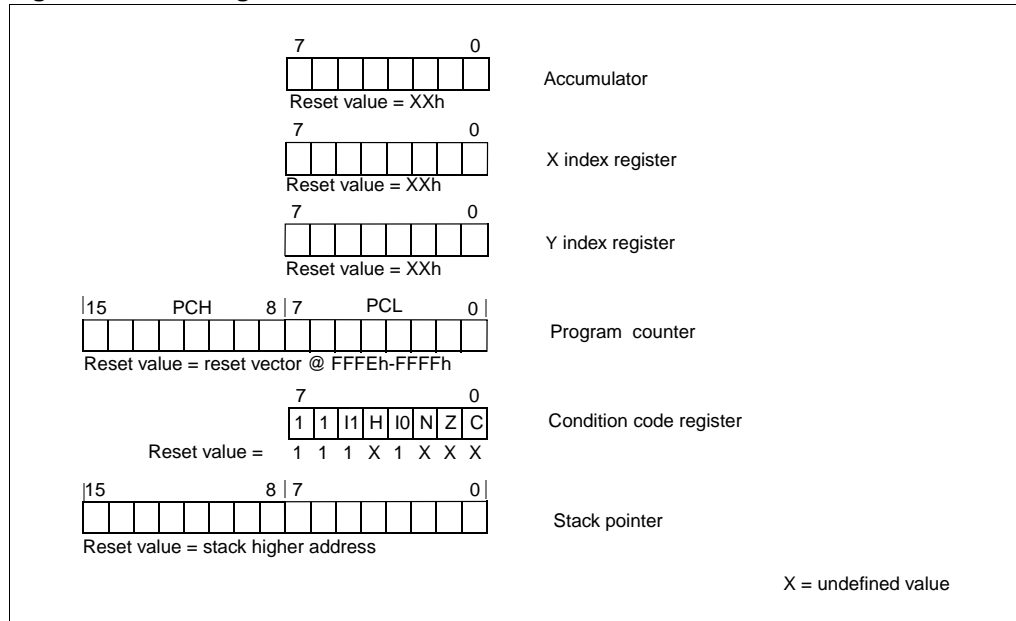 7 0
Accumulator
Reset value = XXh
7 0
X index register
Reset value = XXh
7 0
Y index register
Reset value = XXh
15 PCH 8 7 PCL 0
Program counter
Reset value = reset vector @ FFFEh-FFFFh
7 0
1 1 I1 H I0 N Z C
Condition code register
Reset value = 1 1 1 X 1 X X X
15 8 7 0
Stack pointer
Reset value = stack higher address
X = undefined value